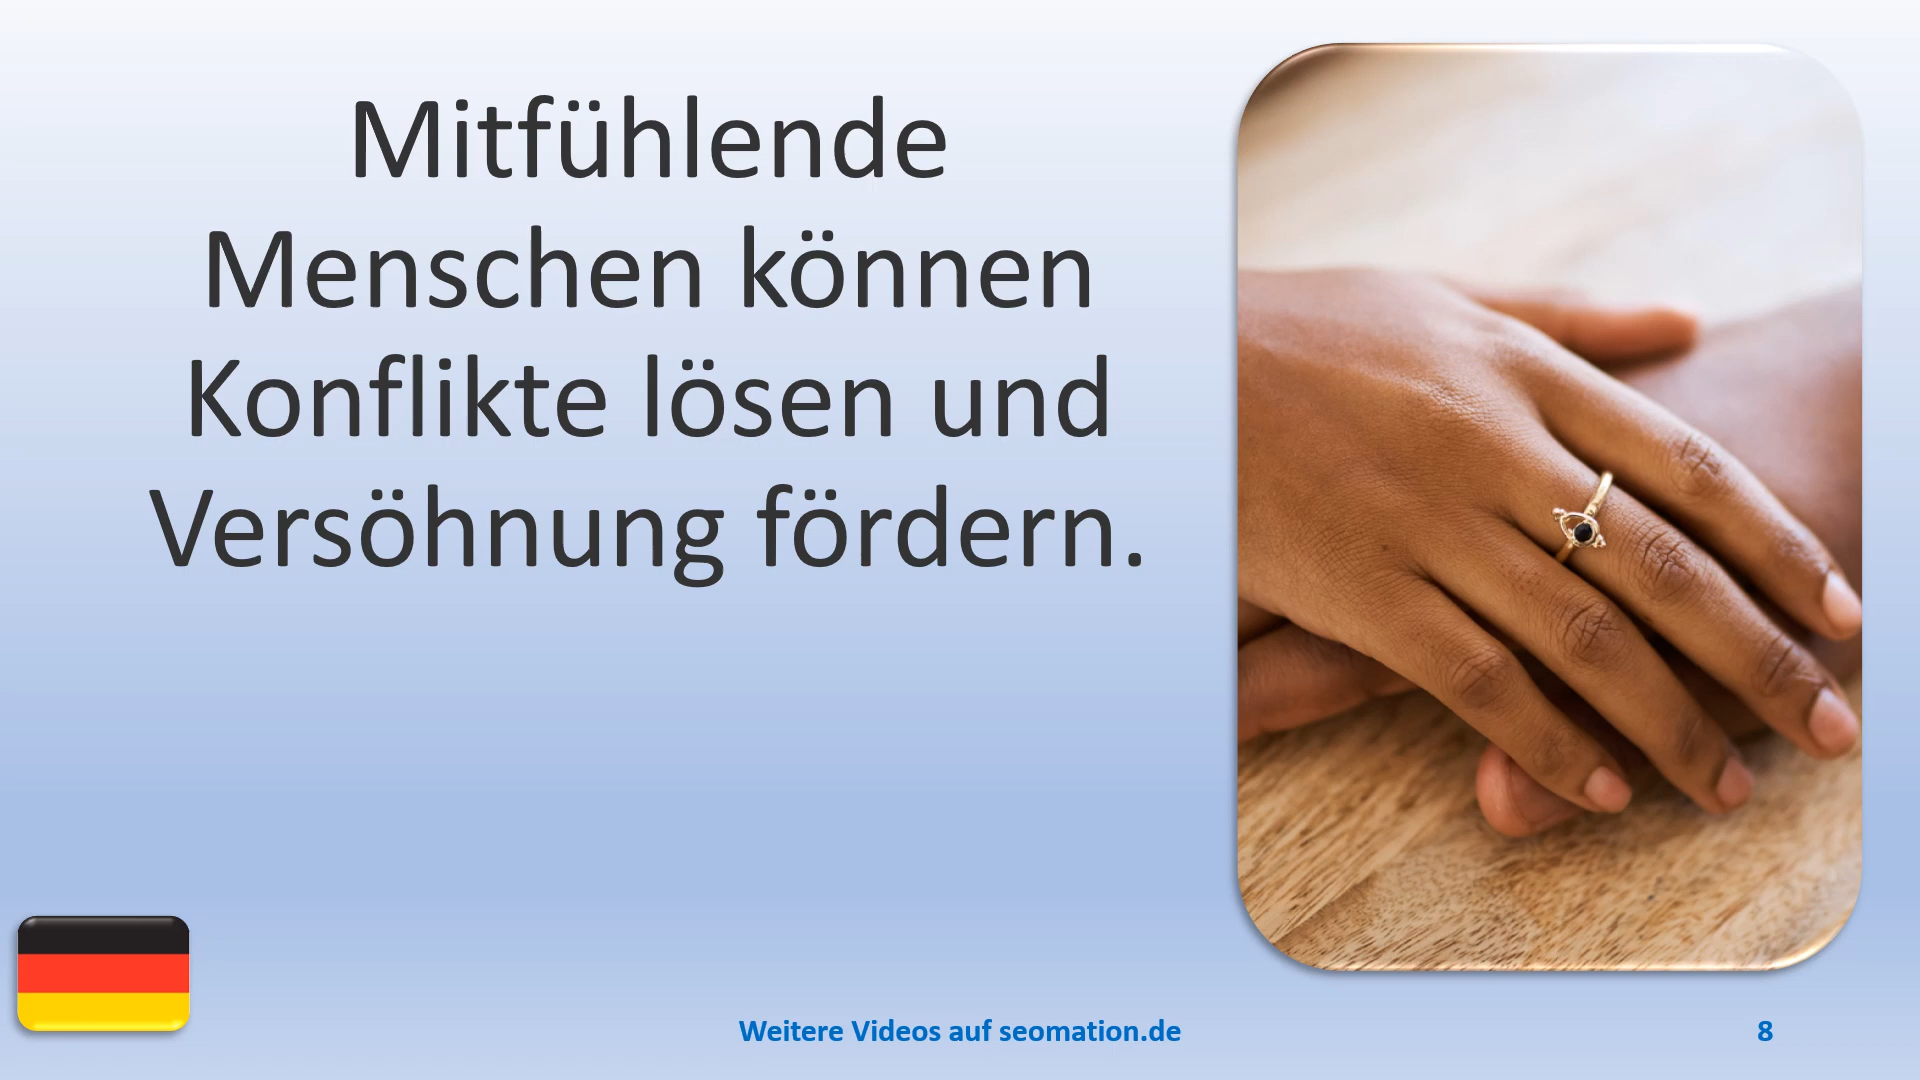 Mitfühlende
Menschen können
Konflikte lösen und
Versöhnung fördern.
Weitere Videos auf seomation.de
8